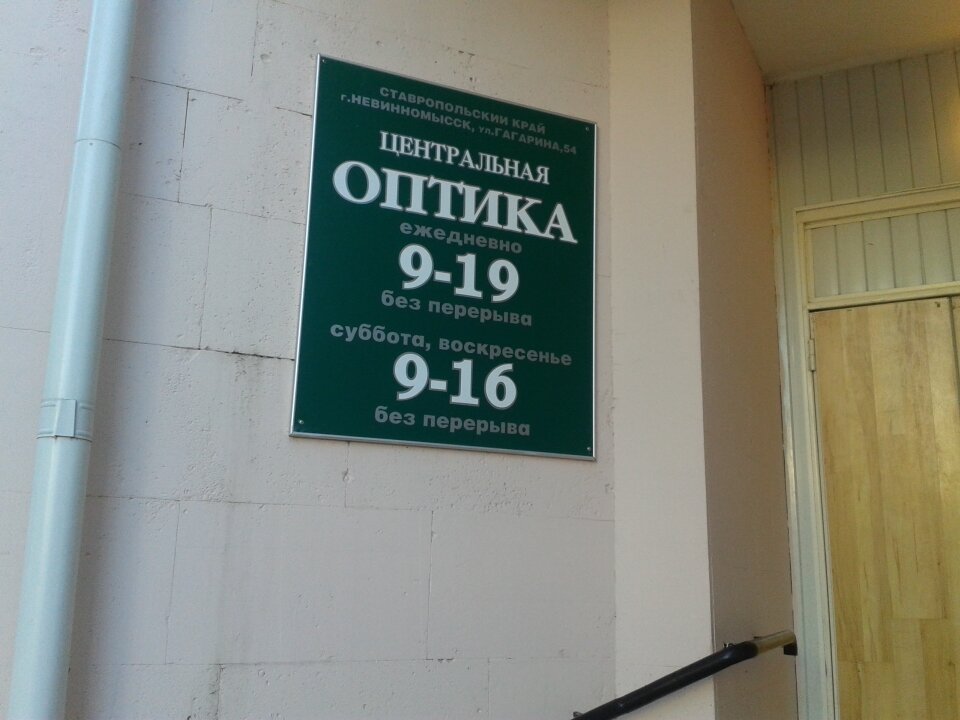 СТАВРОПОЛЬСКИЙ КРАЙ
г.НЕВИННОМЫССК, ул.ГАГАРИНА,54
ЦЕНТРАЛЬНАЯ
ОПТИКА
ежедневно
9-19
без перерыва
суббота, воскресенье
9-16
без перерыва